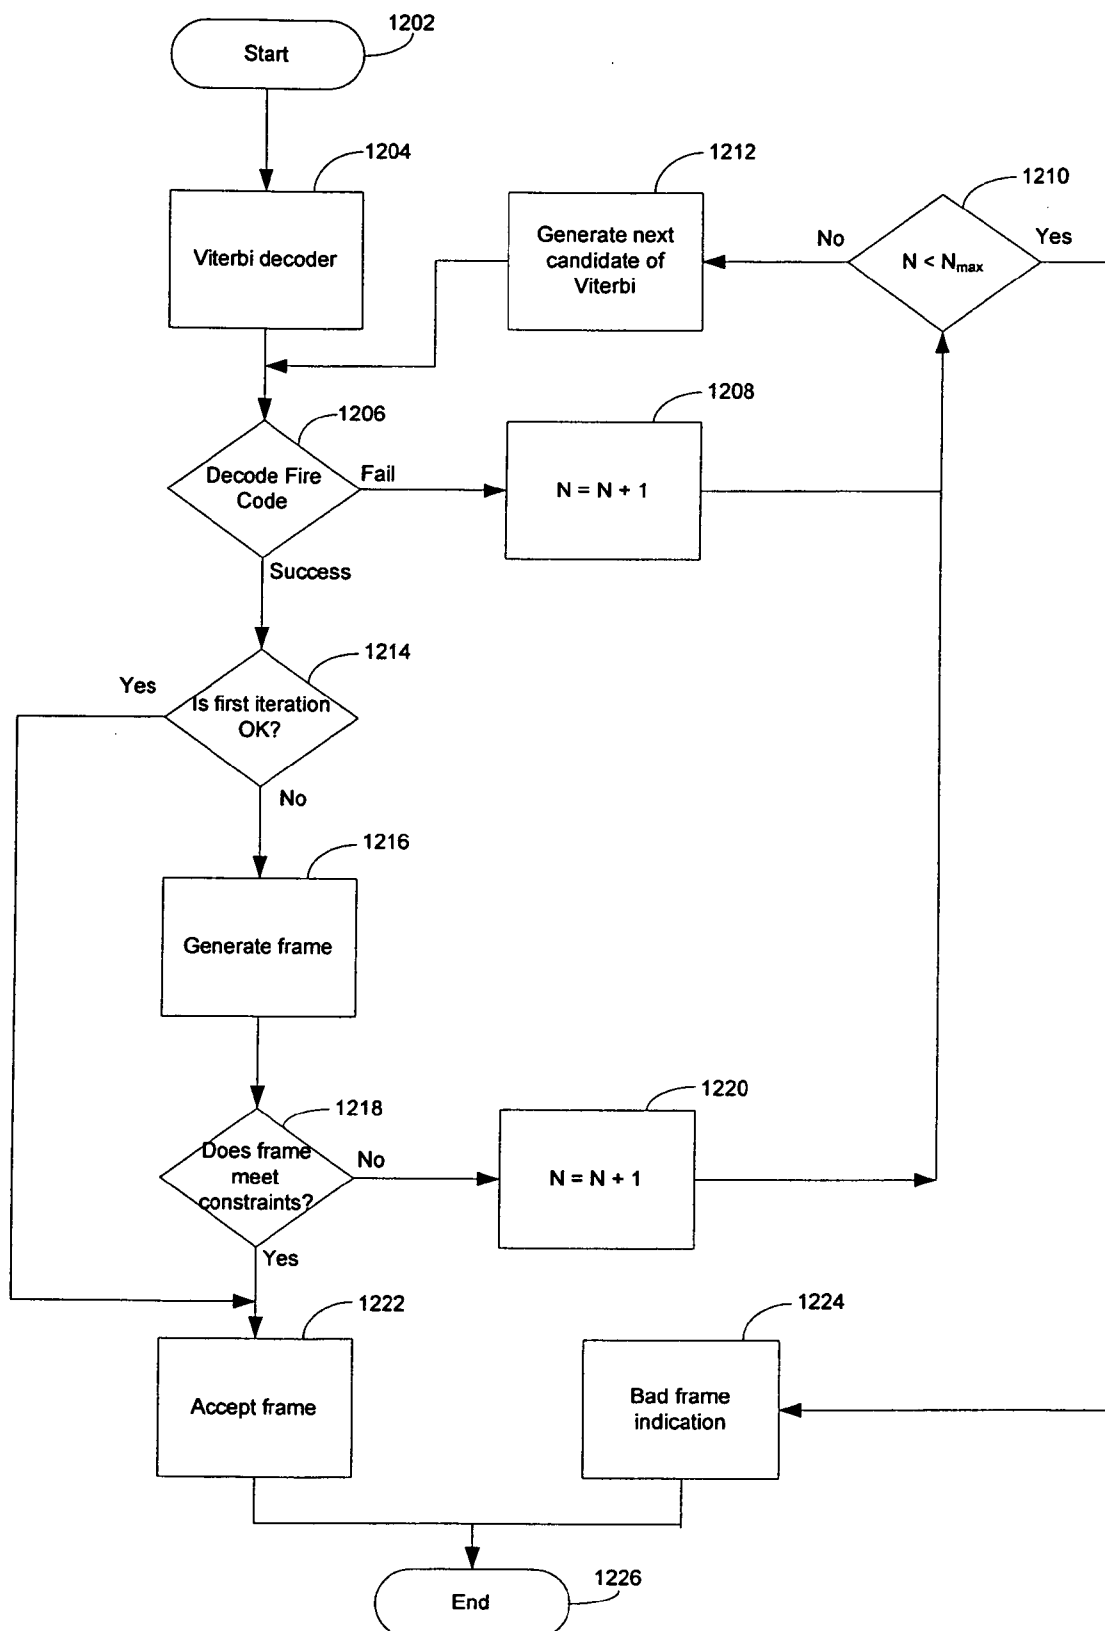 1202
Start
1204
Viterbi decoder
1212
Generate next
candidate of
Viterbi
1210
No
N < Nmax
Yes
1206
Decode Fire
Code
Fail
1208
N = N + 1
Success
1214
Yes
Is first iteration
OK?
No
1216
Generate frame
1218
Does frame
meet
constraints?
No
1220
N = N + 1
Yes
1222
Accept frame
1224
Bad frame
indication
1226
End